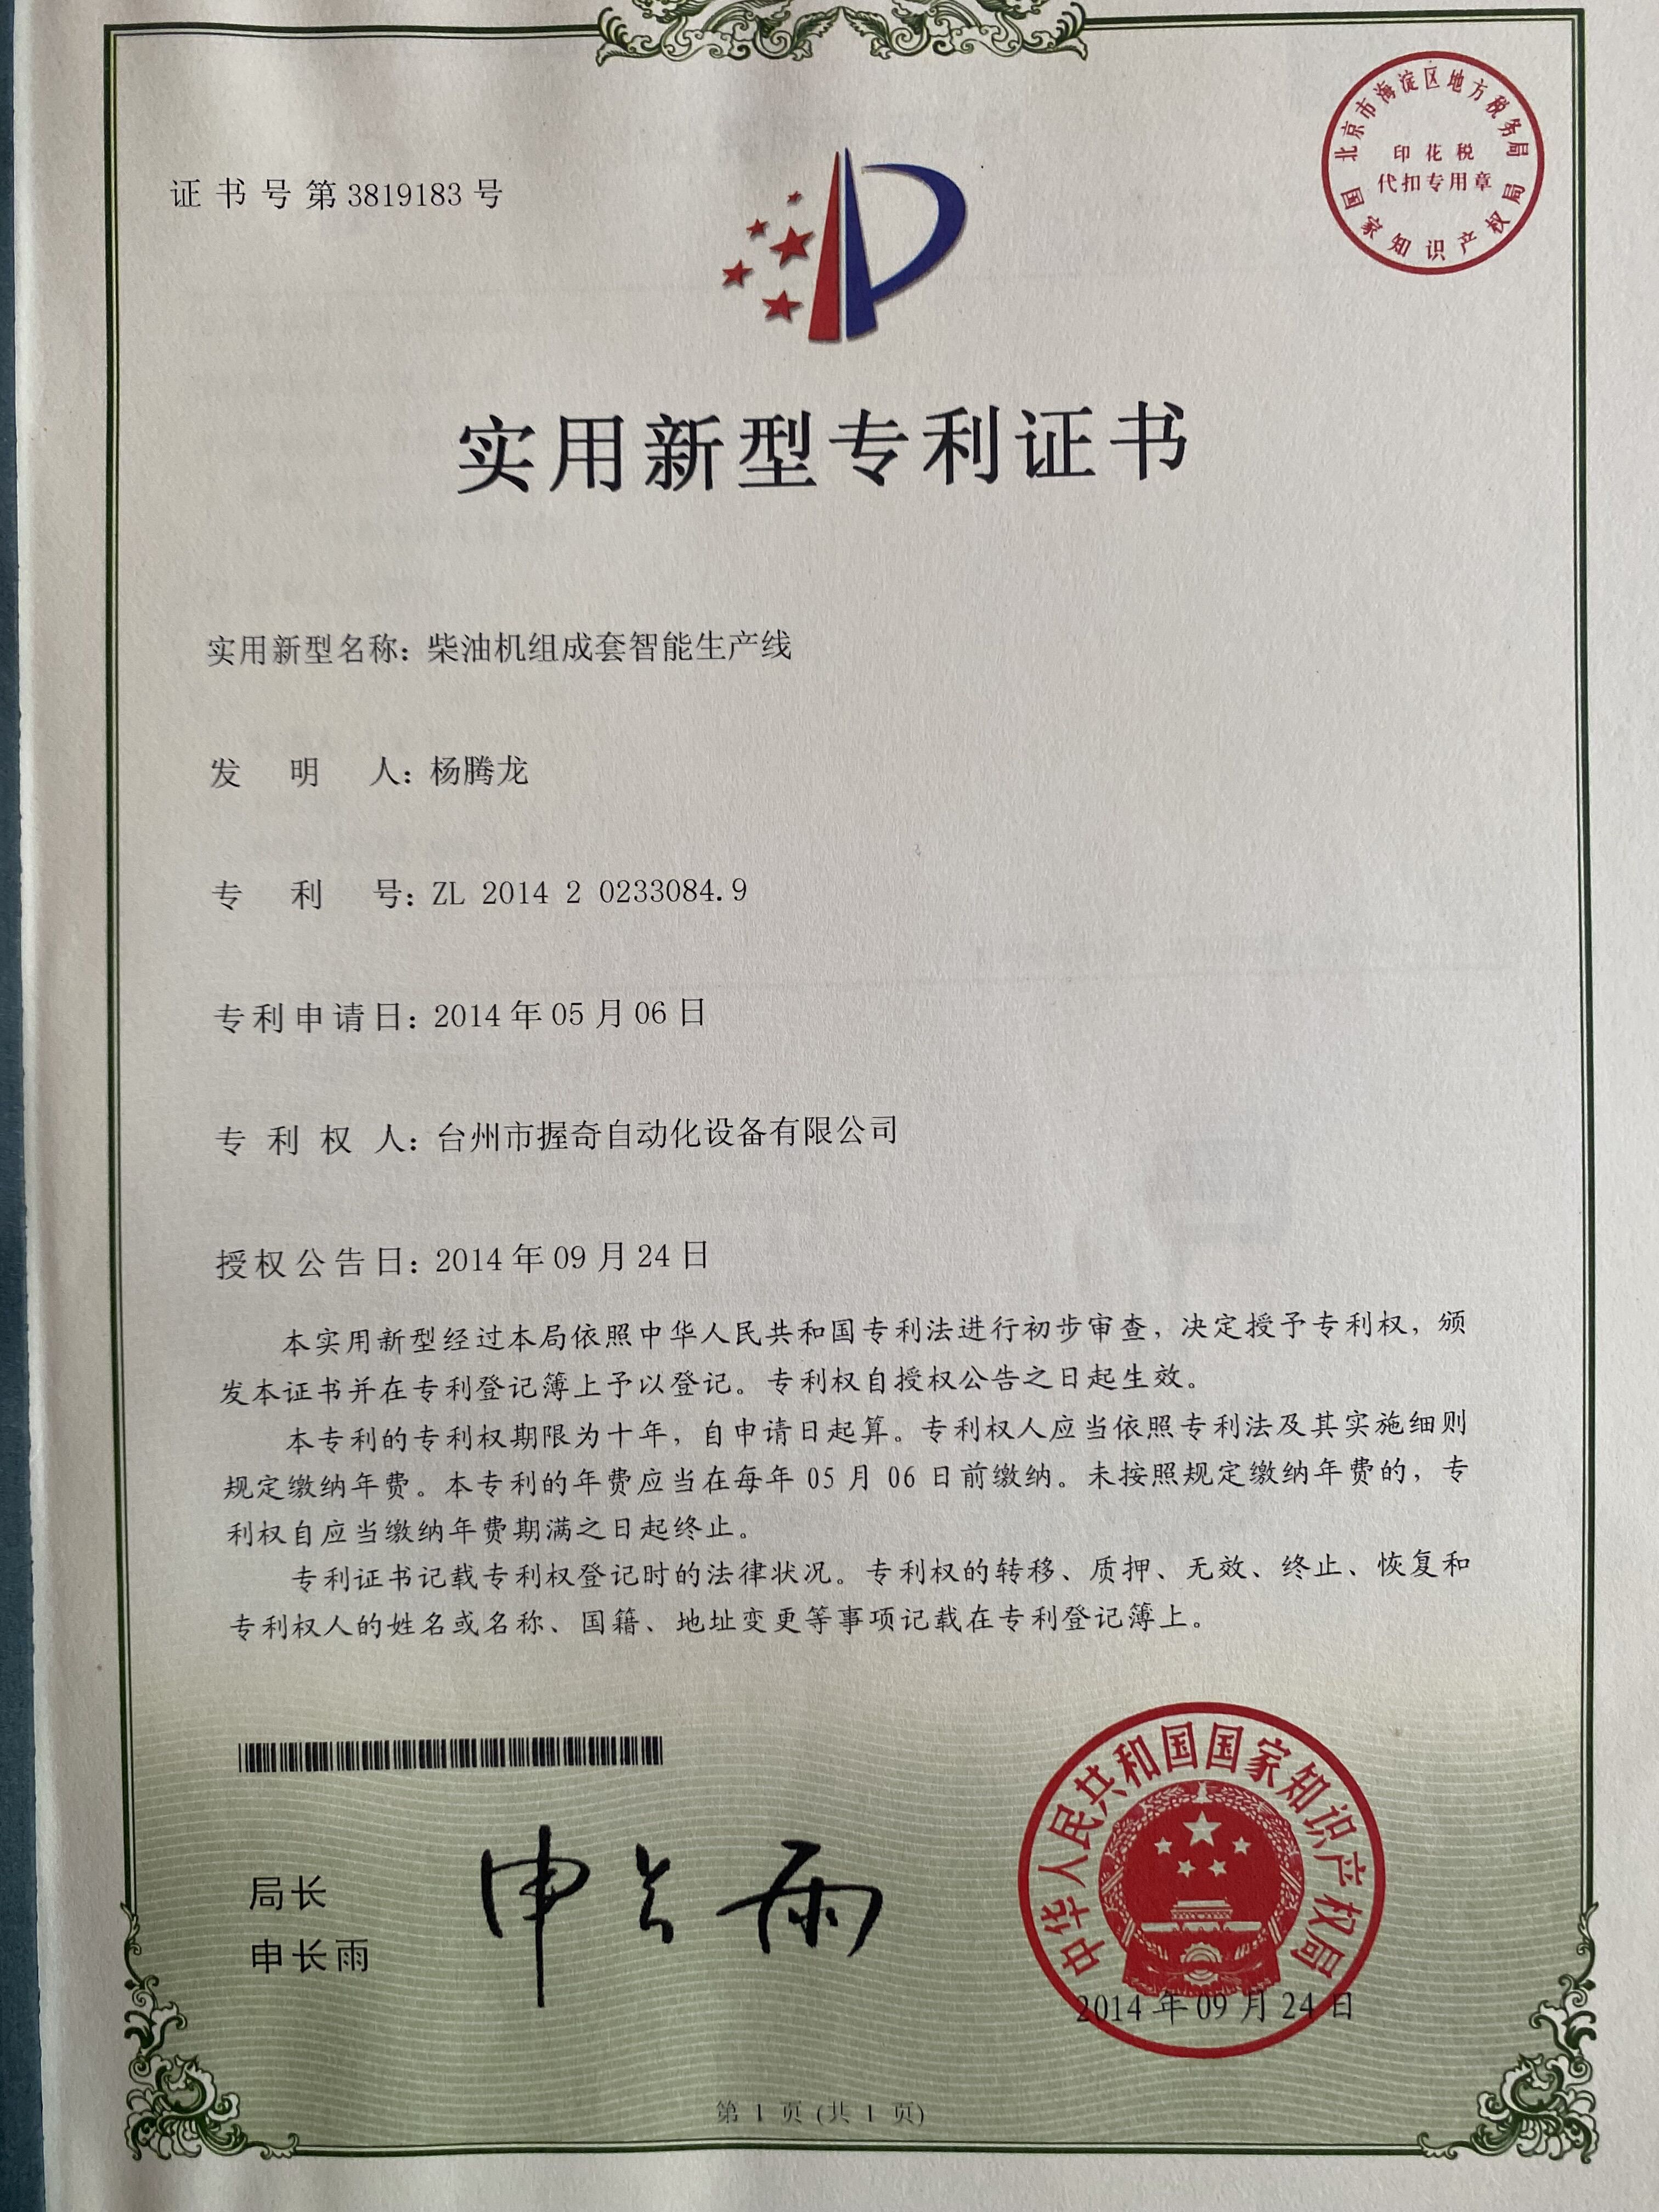 北京市海淀区地方税务局
印花税
代扣专用章
国家知识产权局
证书号第3819183号
实用新型专利证书
实用新型名称：柴油机组成套智能生产线
发明人：杨腾龙
专利号：ZL 2014 2 0233084.9
专利申请日：2014年05月06日
专利权人：台州市握奇自动化设备有限公司
授权公告日：2014年09月24日
本实用新型经过本局依照中华人民共和国专利法进行初步审查，决定授予专利权，颁
发本证书并在专利登记簿上予以登记。专利权自授权公告之日起生效。
本专利的专利权期限为十年，自申请日起算。专利权人应当依照专利法及其实施细则
规定缴纳年费。本专利的年费应当在每年05月06日前缴纳。未按照规定缴纳年费的，专
利权自应当缴纳年费期满之日起终止。
专利证书记载专利权登记时的法律状况。专利权的转移、质押、无效、终止、恢复和
专利权人的姓名或名称、国籍、地址变更等事项记载在专利登记簿上。
局长
申长雨
申长雨
中华人民共和国国家知识产权局
2014年09月24日
第1页(共1页)